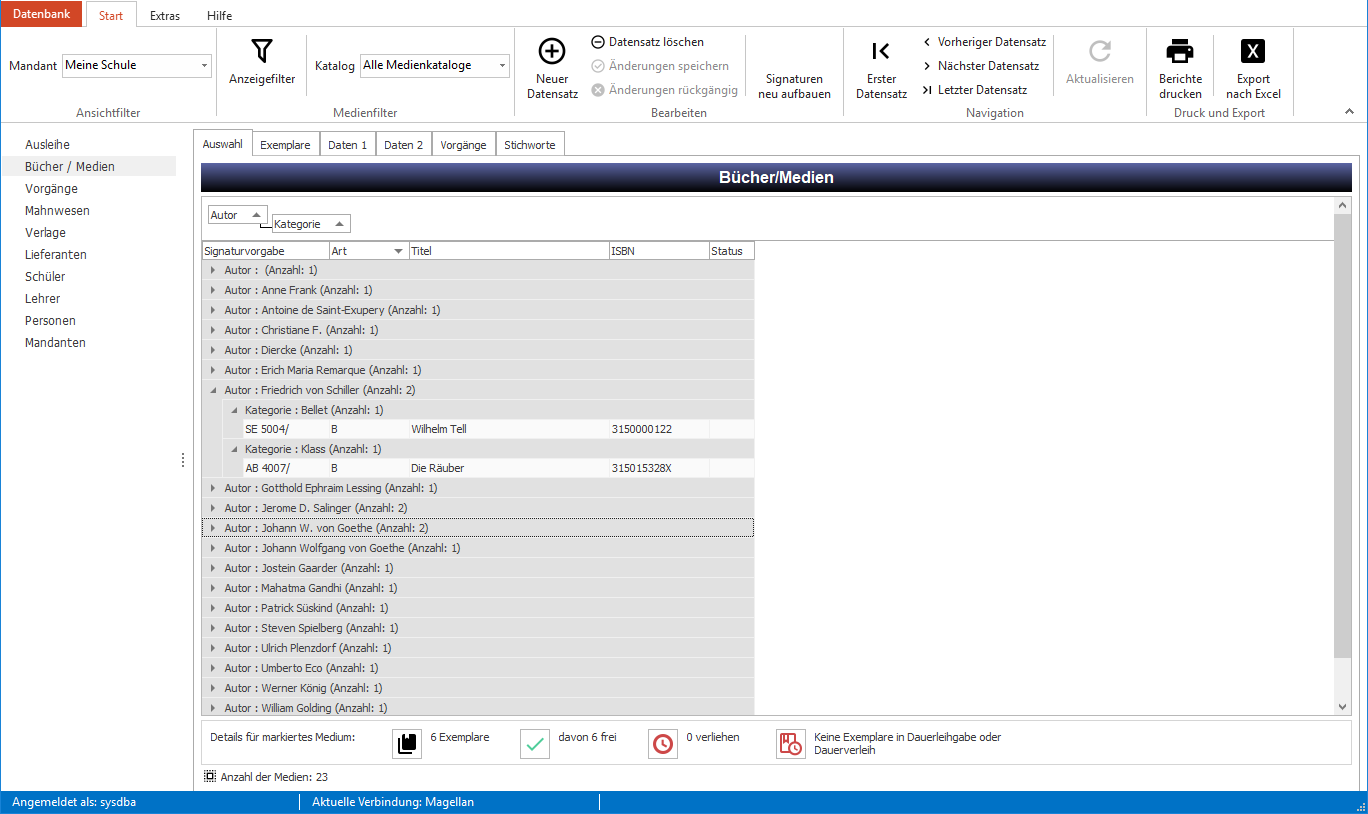 Datenbank Start Extras Hilfe
Mandant Meine Schule
Ansichtfilter
Anzeigefilter
Katalog Alle Medienkataloge
Medienfilter
Neuer
Datensatz
Datensatz löschen
Änderungen speichern
Änderungen rückgängig
Signaturen
neu aufbauen
Bearbeiten
Erster
Datensatz
Vorheriger Datensatz
Nächster Datensatz
Letzter Datensatz
Navigation
Aktualisieren
Berichte
drucken
Export
nach Excel
Druck und Export
Ausleihe
Bücher / Medien
Vorgänge
Mahnwesen
Verlage
Lieferanten
Schüler
Lehrer
Personen
Mandanten
Auswahl Exemplare Daten 1 Daten 2 Vorgänge Stichworte
Bücher/Medien
Autor
Kategorie
Signaturvorgabe Art Titel ISBN Status
Autor : (Anzahl: 1)
Autor : Anne Frank (Anzahl: 1)
Autor : Antoine de Saint-Exupery (Anzahl: 1)
Autor : Christiane F. (Anzahl: 1)
Autor : Diercke (Anzahl: 1)
Autor : Erich Maria Remarque (Anzahl: 1)
Autor : Friedrich von Schiller (Anzahl: 2)
Kategorie : Bellet (Anzahl: 1)
SE 5004/ B Wilhelm Tell 3150000122
Kategorie : Klass (Anzahl: 1)
AB 4007/ B Die Räuber 315015328X
Autor : Gotthold Ephraim Lessing (Anzahl: 1)
Autor : Jerome D. Salinger (Anzahl: 2)
Autor : Johann W. von Goethe (Anzahl: 2)
Autor : Johann Wolfgang von Goethe (Anzahl: 1)
Autor : Jostein Gaarder (Anzahl: 1)
Autor : Mahatma Gandhi (Anzahl: 1)
Autor : Patrick Süskind (Anzahl: 1)
Autor : Steven Spielberg (Anzahl: 1)
Autor : Ulrich Plenzdorf (Anzahl: 1)
Autor : Umberto Eco (Anzahl: 1)
Autor : Werner König (Anzahl: 1)
Autor : William Golding (Anzahl: 1)
Details für markiertes Medium: 6 Exemplare davon 6 frei 0 verliehen Keine Exemplare in Dauerleihgabe oder
Dauerverleih
Anzahl der Medien: 23
Angemeldet als: sysdba Aktuelle Verbindung: Magellan